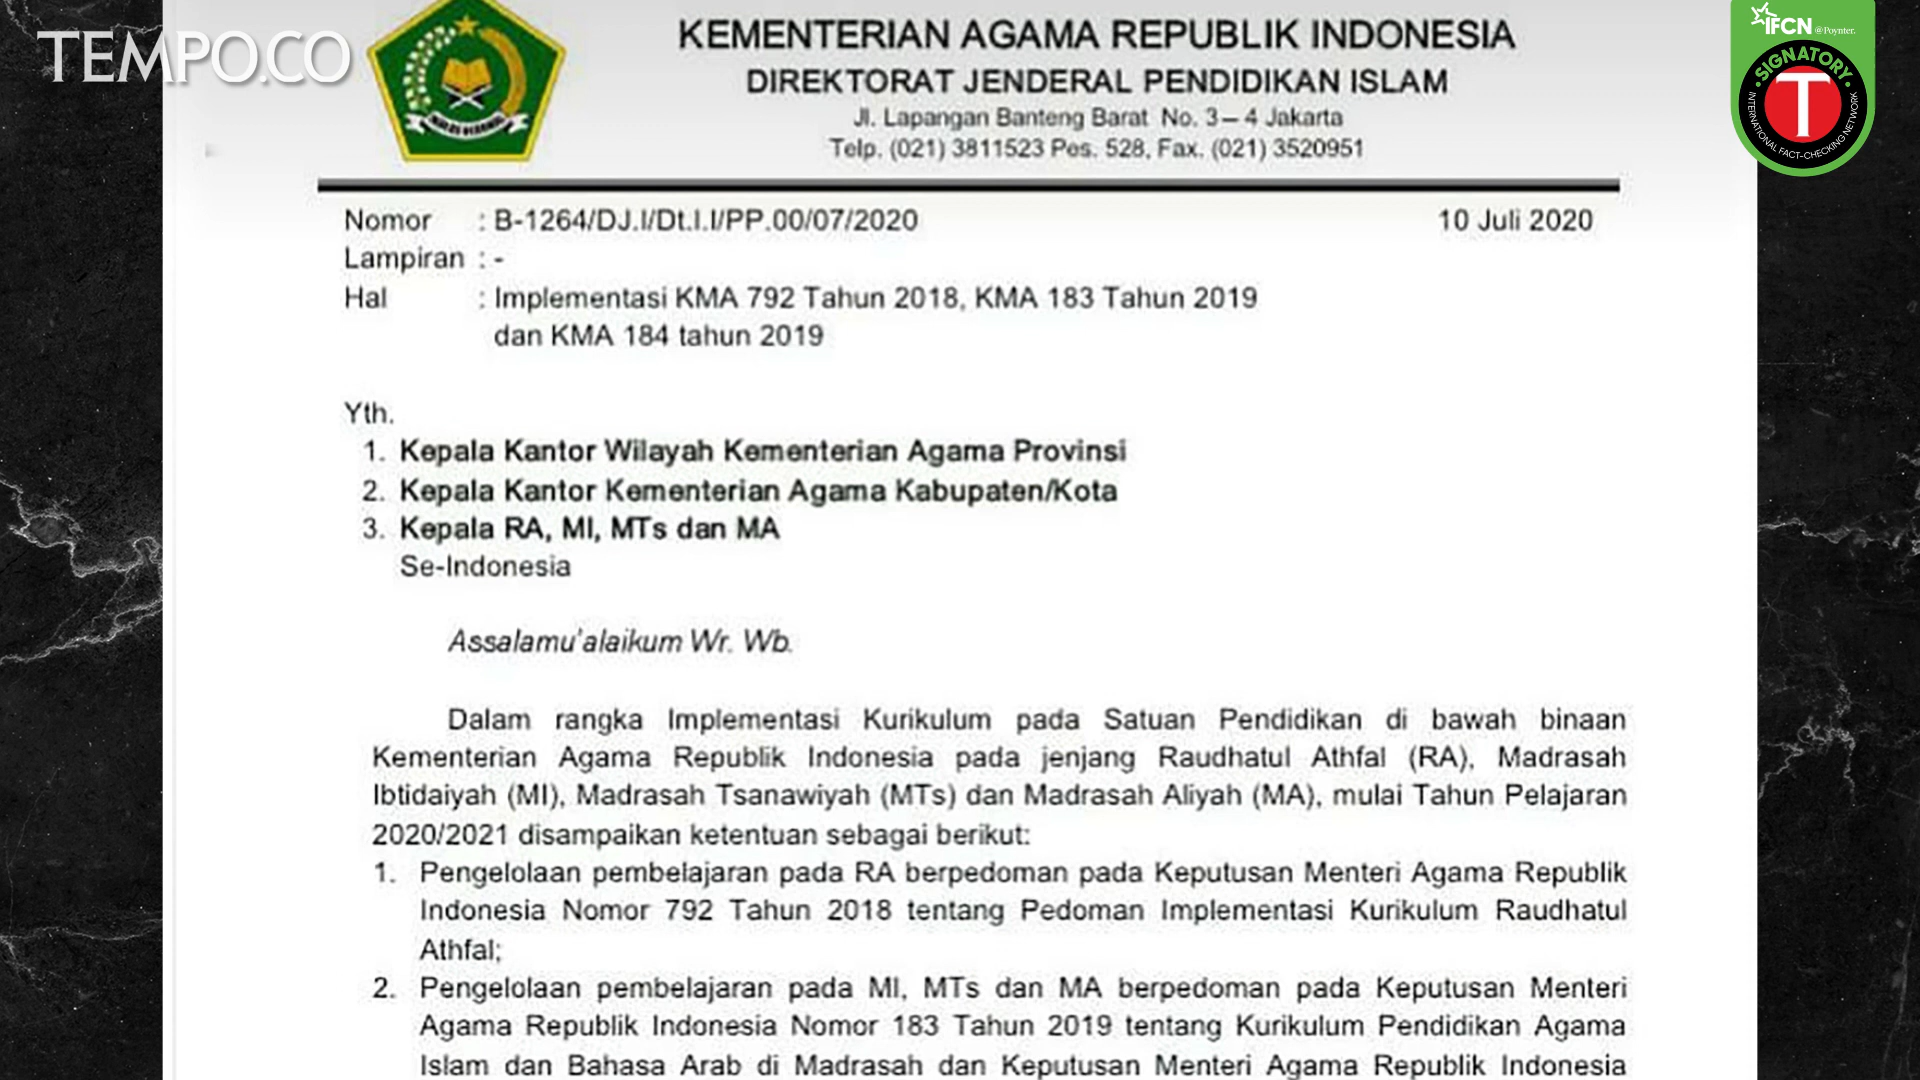 TEMPO.CO
KEMENTERIAN AGAMA REPUBLIK INDONESIA
DIREKTORAT JENDERAL PENDIDIKAN ISLAM
Jl. Lapangan Banteng Barat No. 3 – 4 Jakarta
Telp. (021) 3811523 Pes. 528, Fax. (021) 3520951
IFCN @Poynter.
SIGNATORY
T
INTERNATIONAL FACT-CHECKING NETWORK
Nomor : B-1264/DJ.I/Dt.I.I/PP.00/07/2020 10 Juli 2020
Lampiran : -
Hal : Implementasi KMA 792 Tahun 2018, KMA 183 Tahun 2019
dan KMA 184 tahun 2019
Yth.
1. Kepala Kantor Wilayah Kementerian Agama Provinsi
2. Kepala Kantor Kementerian Agama Kabupaten/Kota
3. Kepala RA, MI, MTs dan MA
Se-Indonesia
Assalamu'alaikum Wr. Wb.
Dalam rangka Implementasi Kurikulum pada Satuan Pendidikan di bawah binaan
Kementerian Agama Republik Indonesia pada jenjang Raudhatul Athfal (RA), Madrasah
Ibtidaiyah (MI), Madrasah Tsanawiyah (MTs) dan Madrasah Aliyah (MA), mulai Tahun Pelajaran
2020/2021 disampaikan ketentuan sebagai berikut:
1. Pengelolaan pembelajaran pada RA berpedoman pada Keputusan Menteri Agama Republik
Indonesia Nomor 792 Tahun 2018 tentang Pedoman Implementasi Kurikulum Raudhatul
Athfal;
2. Pengelolaan pembelajaran pada MI, MTs dan MA berpedoman pada Keputusan Menteri
Agama Republik Indonesia Nomor 183 Tahun 2019 tentang Kurikulum Pendidikan Agama
Islam dan Bahasa Arab di Madrasah dan Keputusan Menteri Agama Republik Indonesia